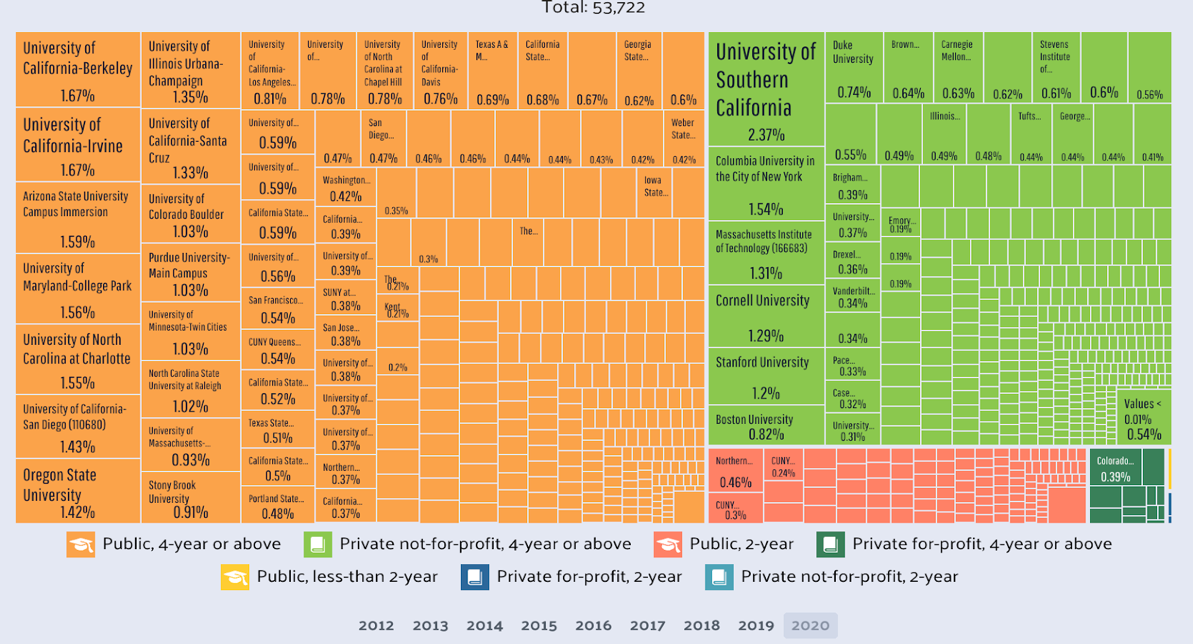 Total: 53,722
University of
California-Berkeley
1.67%
University of
California-Irvine
1.67%
Arizona State University
Campus Immersion
1.59%
University of
Maryland-College Park
1.56%
University of North
Carolina at Charlotte
1.55%
University of California-
San Diego (110680)
1.43%
Oregon State
University
1.42%
University of
Illinois Urbana-
Champaign
1.35%
University of
California-Santa
Cruz
1.33%
University of
Colorado Boulder
1.03%
Purdue University-
Main Campus
1.03%
University of
Minnesota-Twin Cities
1.03%
North Carolina State
University at Raleigh
1.02%
University of
Massachusetts-...
0.93%
Stony Brook
University
0.91%
University
of
California-
Los Angeles...
0.81%
University
of...
0.78%
University
of North
Carolina at
Chapel Hill
0.78%
University
of
California-
Davis
0.76%
Texas A &
M...
0.69%
California
State...
0.68%
0.67%
Georgia
State...
0.62%
0.6%
University of...
0.59%
University of...
0.59%
California State...
0.59%
University of...
0.56%
San Francisco...
0.54%
CUNY Queens...
0.54%
California State...
0.52%
Texas State...
0.51%
California State...
0.5%
Portland State...
0.48%
0.47%
San
Diego...
0.47%
0.46%
0.46%
0.44%
0.44%
0.43%
0.42%
Weber
State...
0.42%
Washington...
0.42%
California...
0.39%
University of...
0.39%
SUNY at...
0.38%
San Jose...
0.38%
University of...
0.38%
University of...
0.37%
University of...
0.37%
Northern...
0.37%
California...
0.37%
0.35%
Iowa
State...
0.3%
The...
The...
0.21%
Kent...
0.21%
0.2%
University of
Southern
California
2.37%
Columbia University in
the City of New York
1.54%
Massachusetts Institute
of Technology (166683)
1.31%
Cornell University
1.29%
Stanford University
1.2%
Boston University
0.82%
Duke
University
0.74%
Brown...
0.64%
Carnegie
Mellon...
0.63%
0.62%
Stevens
Institute
of...
0.61%
0.6%
0.56%
0.55%
0.49%
Illinois...
0.49%
0.48%
Tufts...
0.44%
George...
0.44%
0.44%
0.41%
Brigham...
0.39%
University...
0.37%
Drexel...
0.36%
Vanderbilt...
0.34%
0.34%
Pace...
0.33%
Case...
0.32%
University...
0.31%
Emory...
0.19%
0.19%
0.19%
Values <
0.01%
0.54%
Northern...
0.46%
CUNY...
0.3%
CUNY...
0.24%
Colorado...
0.39%
Public, 4-year or above
Private not-for-profit, 4-year or above
Public, 2-year
Private for-profit, 4-year or above
Public, less-than 2-year
Private for-profit, 2-year
Private not-for-profit, 2-year
2012 2013 2014 2015 2016 2017 2018 2019 2020